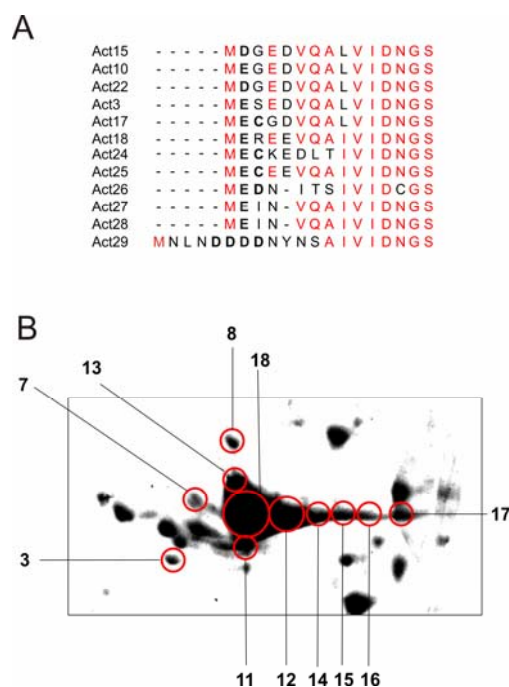 A
Act15 - - - - - M D G E D V Q A L V I D N G S
Act10 - - - - - M E G E D V Q A L V I D N G S
Act22 - - - - - M D G E D V Q A L V I D N G S
Act3 - - - - - M E S E D V Q A L V I D N G S
Act17 - - - - - M E C G D V Q A L V I D N G S
Act18 - - - - - M E R E E V Q A I V I D N G S
Act24 - - - - - M E C K E D L T I V I D N G S
Act25 - - - - - M E C E E V Q A I V I D N G S
Act26 - - - - - M E D N - I T S I V I D C G S
Act27 - - - - - M E I N - V Q A I V I D N G S
Act28 - - - - - M E I N - V Q A I V I D N G S
Act29 M N L N D D D D N Y N S A I V I D N G S
B
8
13 18
7
17
3
11 12 14 15 16